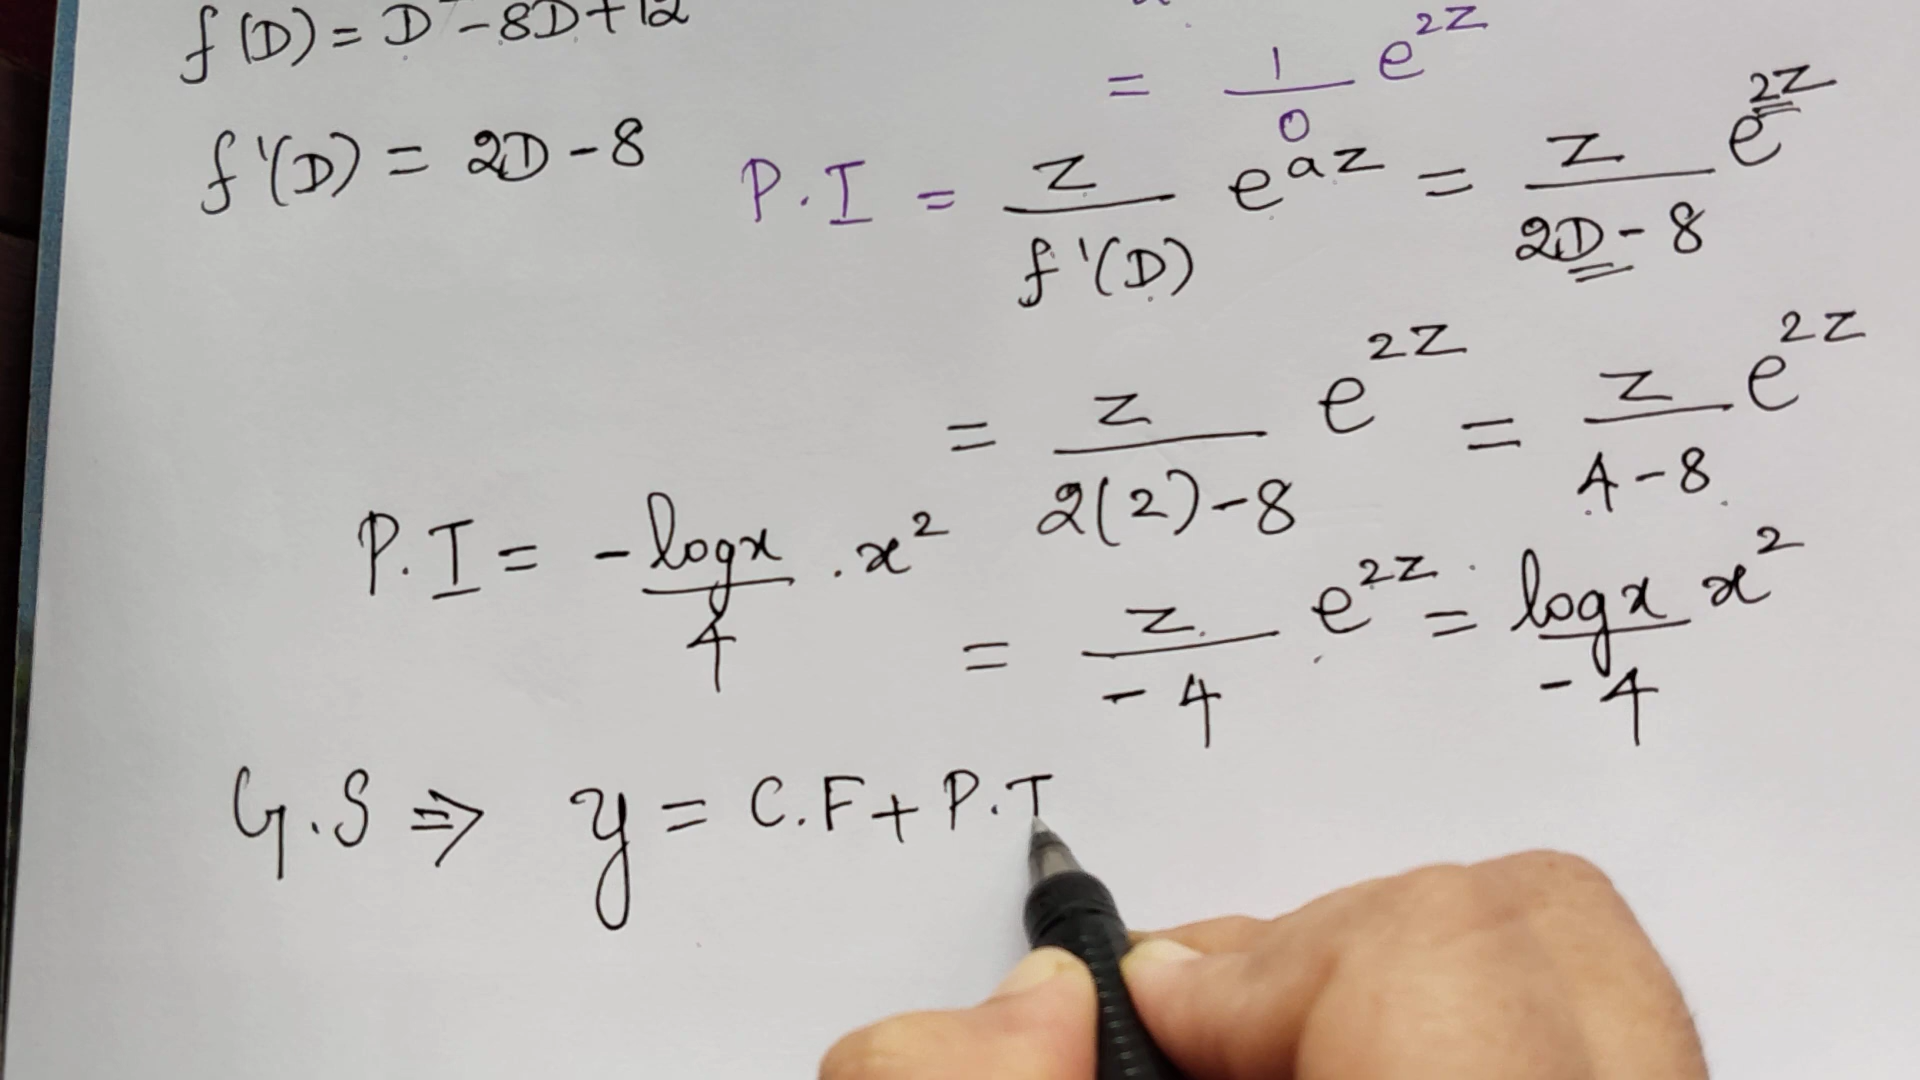 f(D) = D² - 8D + 12
= 1/0 e^{2z}
f'(D) = 2D - 8
P.I = z/f'(D) e^{az} = z/(2D - 8) e^{2z}
= z/(2(2) - 8) e^{2z} = z/(4 - 8) e^{2z}
P.I = - logx/4 . x²
= z/-4 e^{2z} = logx/-4 x²
G.S ⇒ y = C.F + P.I